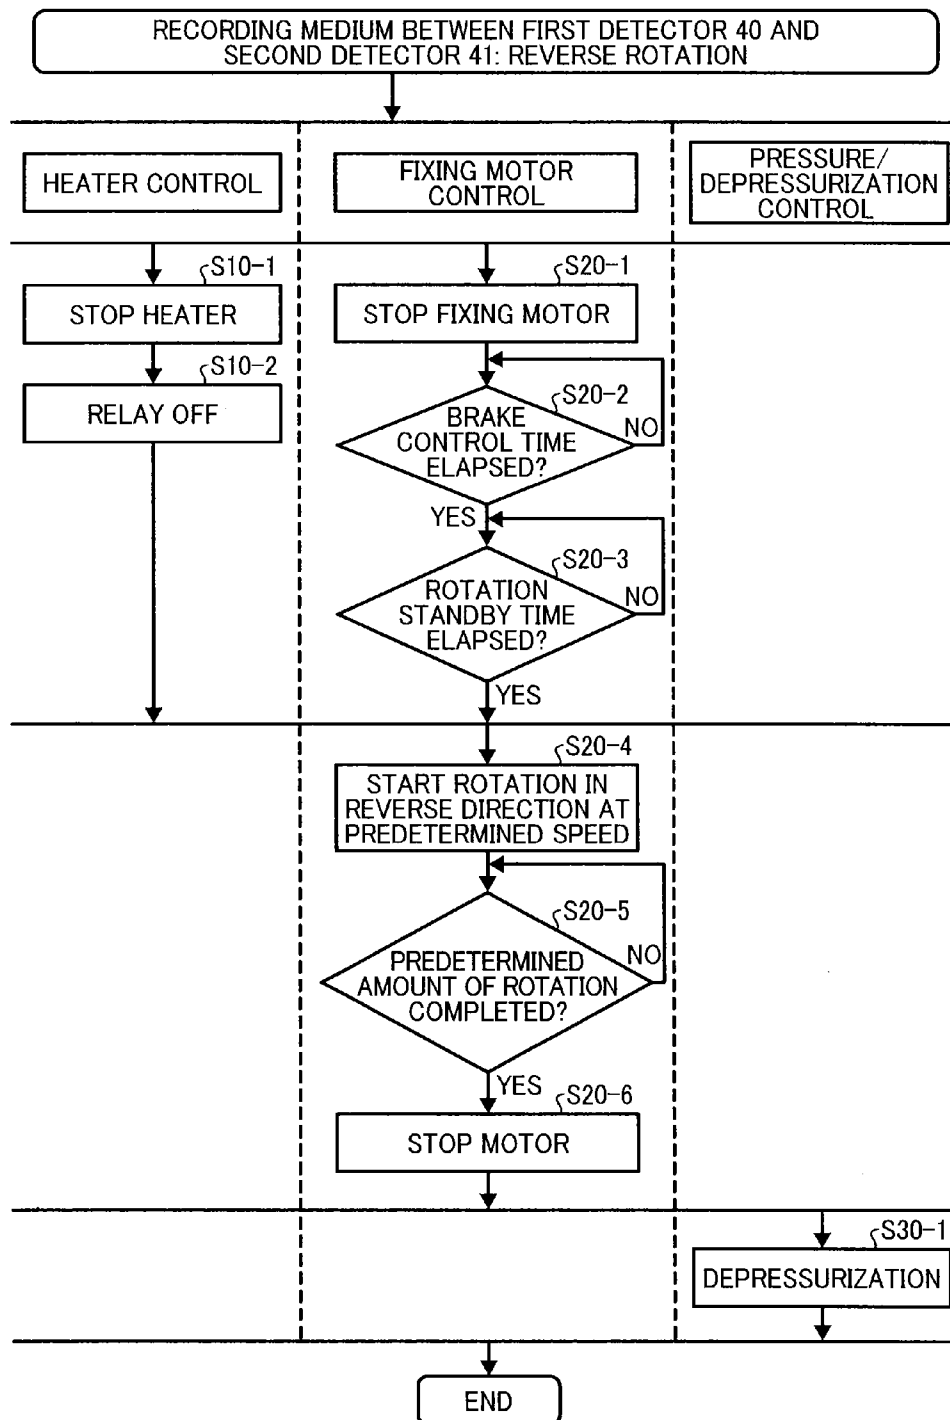 RECORDING MEDIUM BETWEEN FIRST DETECTOR 40 AND
SECOND DETECTOR 41: REVERSE ROTATION
HEATER CONTROL
FIXING MOTOR
CONTROL
PRESSURE/
DEPRESSURIZATION
CONTROL
S10-1
STOP HEATER
S10-2
RELAY OFF
S20-1
STOP FIXING MOTOR
S20-2
BRAKE
CONTROL TIME
ELAPSED?
NO
YES
S20-3
ROTATION
STANDBY TIME
ELAPSED?
NO
YES
S20-4
START ROTATION IN
REVERSE DIRECTION AT
PREDETERMINED SPEED
S20-5
PREDETERMINED
AMOUNT OF ROTATION
COMPLETED?
NO
YES
S20-6
STOP MOTOR
S30-1
DEPRESSURIZATION
END